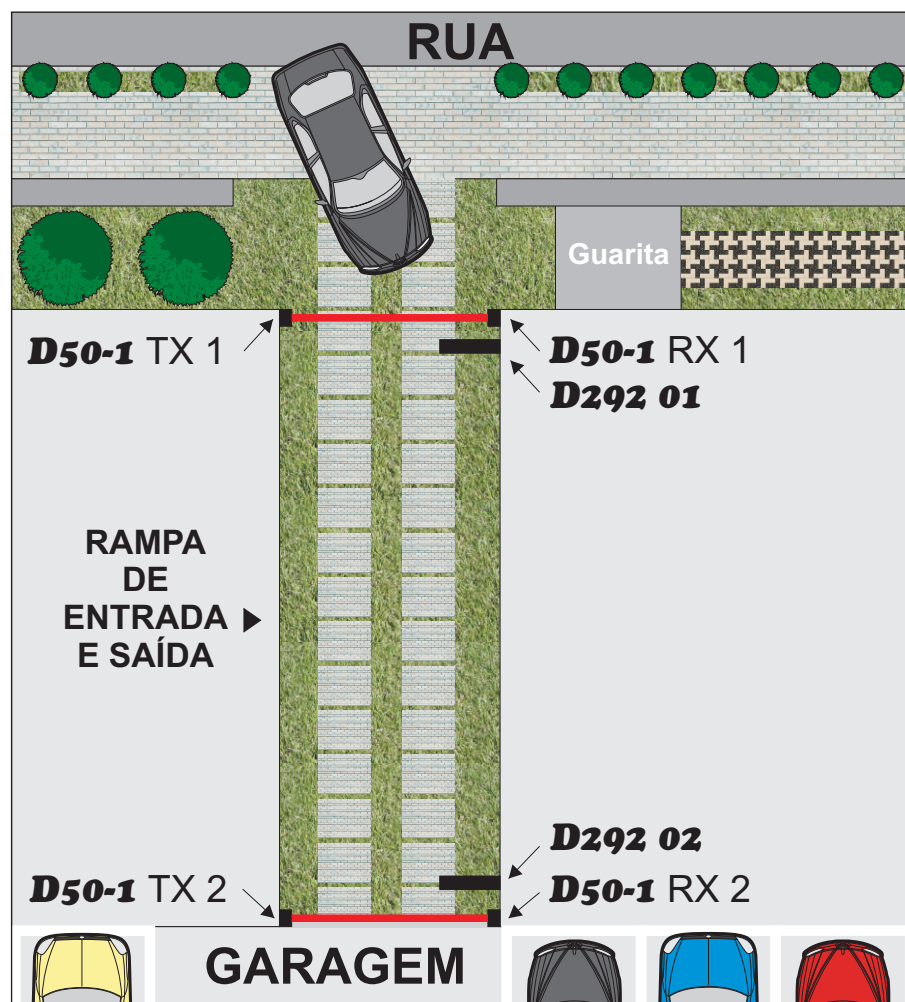 RUA
Guarita
D50-1 TX 1
D50-1 RX 1
D292 01
RAMPA
DE
ENTRADA
E SAÍDA
D292 02
D50-1 TX 2
D50-1 RX 2
GARAGEM